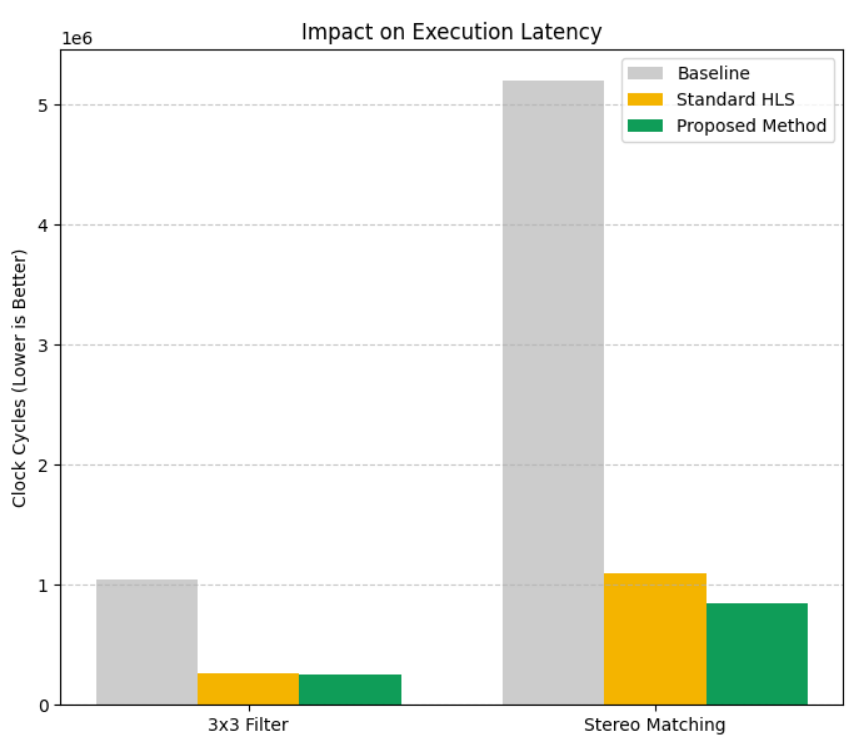 Impact on Execution Latency
1e6
Baseline
Standard HLS
Proposed Method
Clock Cycles (Lower is Better)
5
4
3
2
1
0
3x3 Filter
Stereo Matching